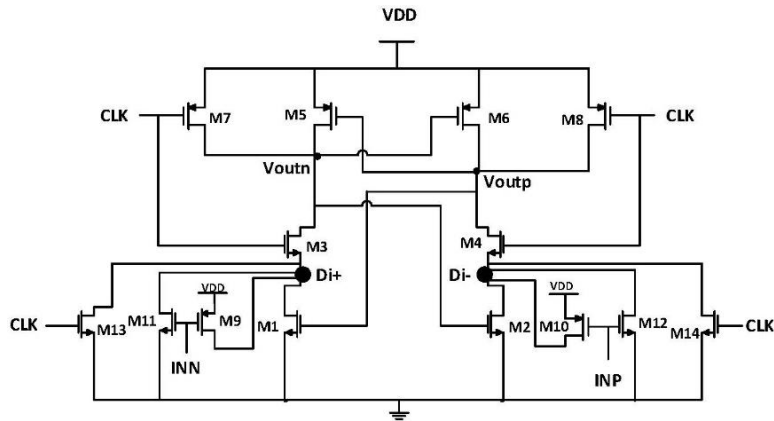 VDD
CLK
M7
M5
M6
M8
CLK
Voutn
Voutp
M3
M4
Di+
Di-
VDD
VDD
CLK
M13
M11
M9
M1
M2
M10
M12
M14
CLK
INN
INP